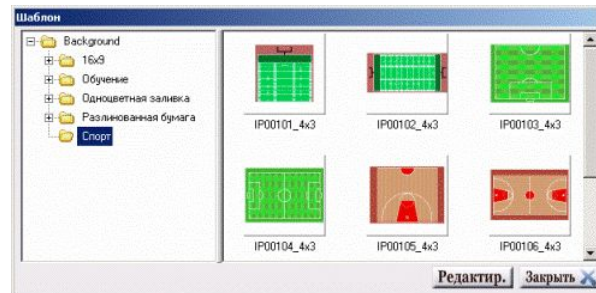 Шаблон
Background
16x9
Обучение
Одноцветная заливка
Разлинованная бумага
Спорт
IP00101_4x3
IP00102_4x3
IP00103_4x3
IP00104_4x3
IP00105_4x3
IP00106_4x3
Редактир.
Закрыть